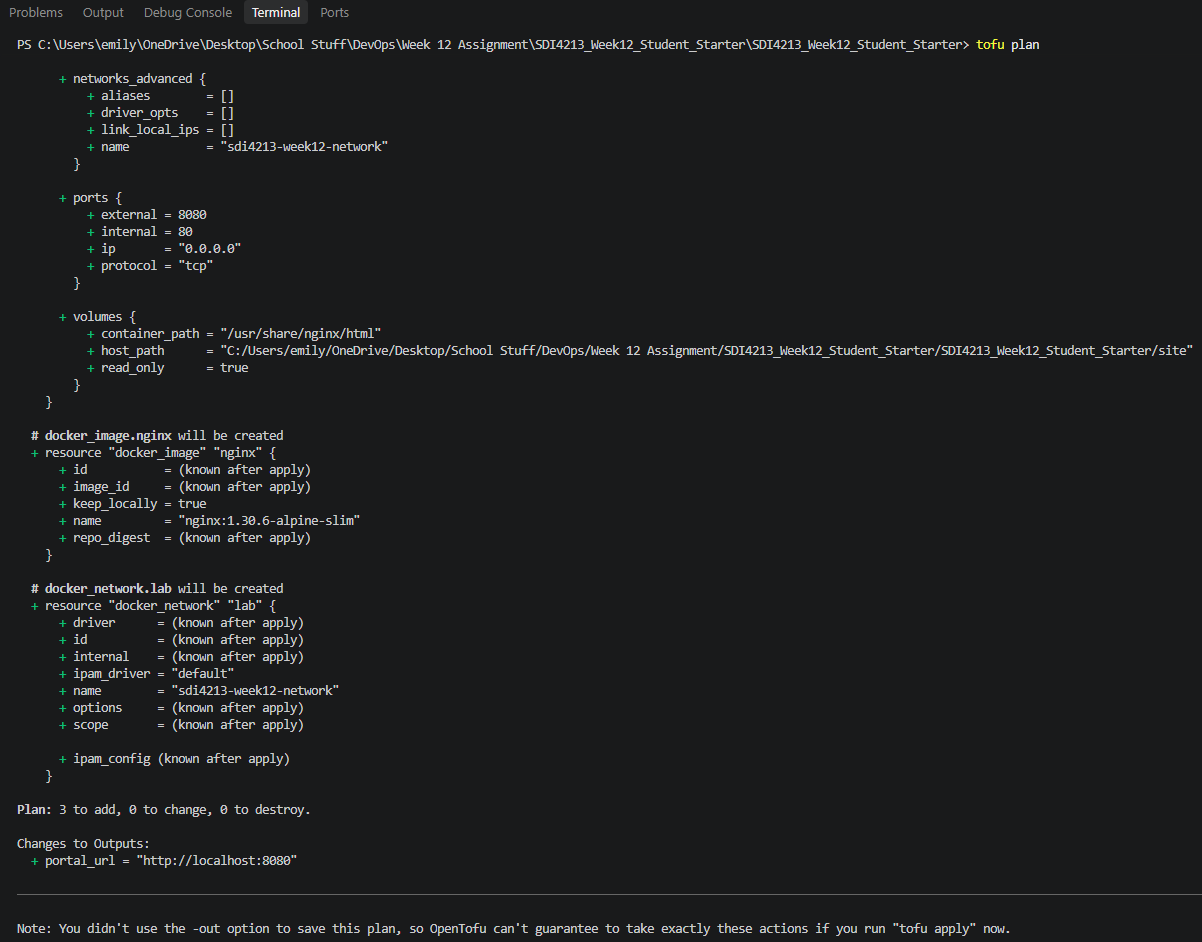 Problems Output Debug Console Terminal Ports
PS C:\Users\emily\OneDrive\Desktop\School Stuff\DevOps\Week 12 Assignment\SDI4213_Week12_Student_Starter\SDI4213_Week12_Student_Starter> tofu plan
+ networks_advanced {
+ aliases = []
+ driver_opts = []
+ link_local_ips = []
+ name = "sdi4213-week12-network"
}
+ ports {
+ external = 8080
+ internal = 80
+ ip = "0.0.0.0"
+ protocol = "tcp"
}
+ volumes {
+ container_path = "/usr/share/nginx/html"
+ host_path = "C:/Users/emily/OneDrive/Desktop/School Stuff/DevOps/Week 12 Assignment/SDI4213_Week12_Student_Starter/SDI4213_Week12_Student_Starter/site"
+ read_only = true
}
}
# docker_image.nginx will be created
+ resource "docker_image" "nginx" {
+ id = (known after apply)
+ image_id = (known after apply)
+ keep_locally = true
+ name = "nginx:1.30.6-alpine-slim"
+ repo_digest = (known after apply)
}
# docker_network.lab will be created
+ resource "docker_network" "lab" {
+ driver = (known after apply)
+ id = (known after apply)
+ internal = (known after apply)
+ ipam_driver = "default"
+ name = "sdi4213-week12-network"
+ options = (known after apply)
+ scope = (known after apply)
+ ipam_config (known after apply)
}
Plan: 3 to add, 0 to change, 0 to destroy.
Changes to Outputs:
+ portal_url = "http://localhost:8080"
Note: You didn't use the -out option to save this plan, so OpenTofu can't guarantee to take exactly these actions if you run "tofu apply" now.